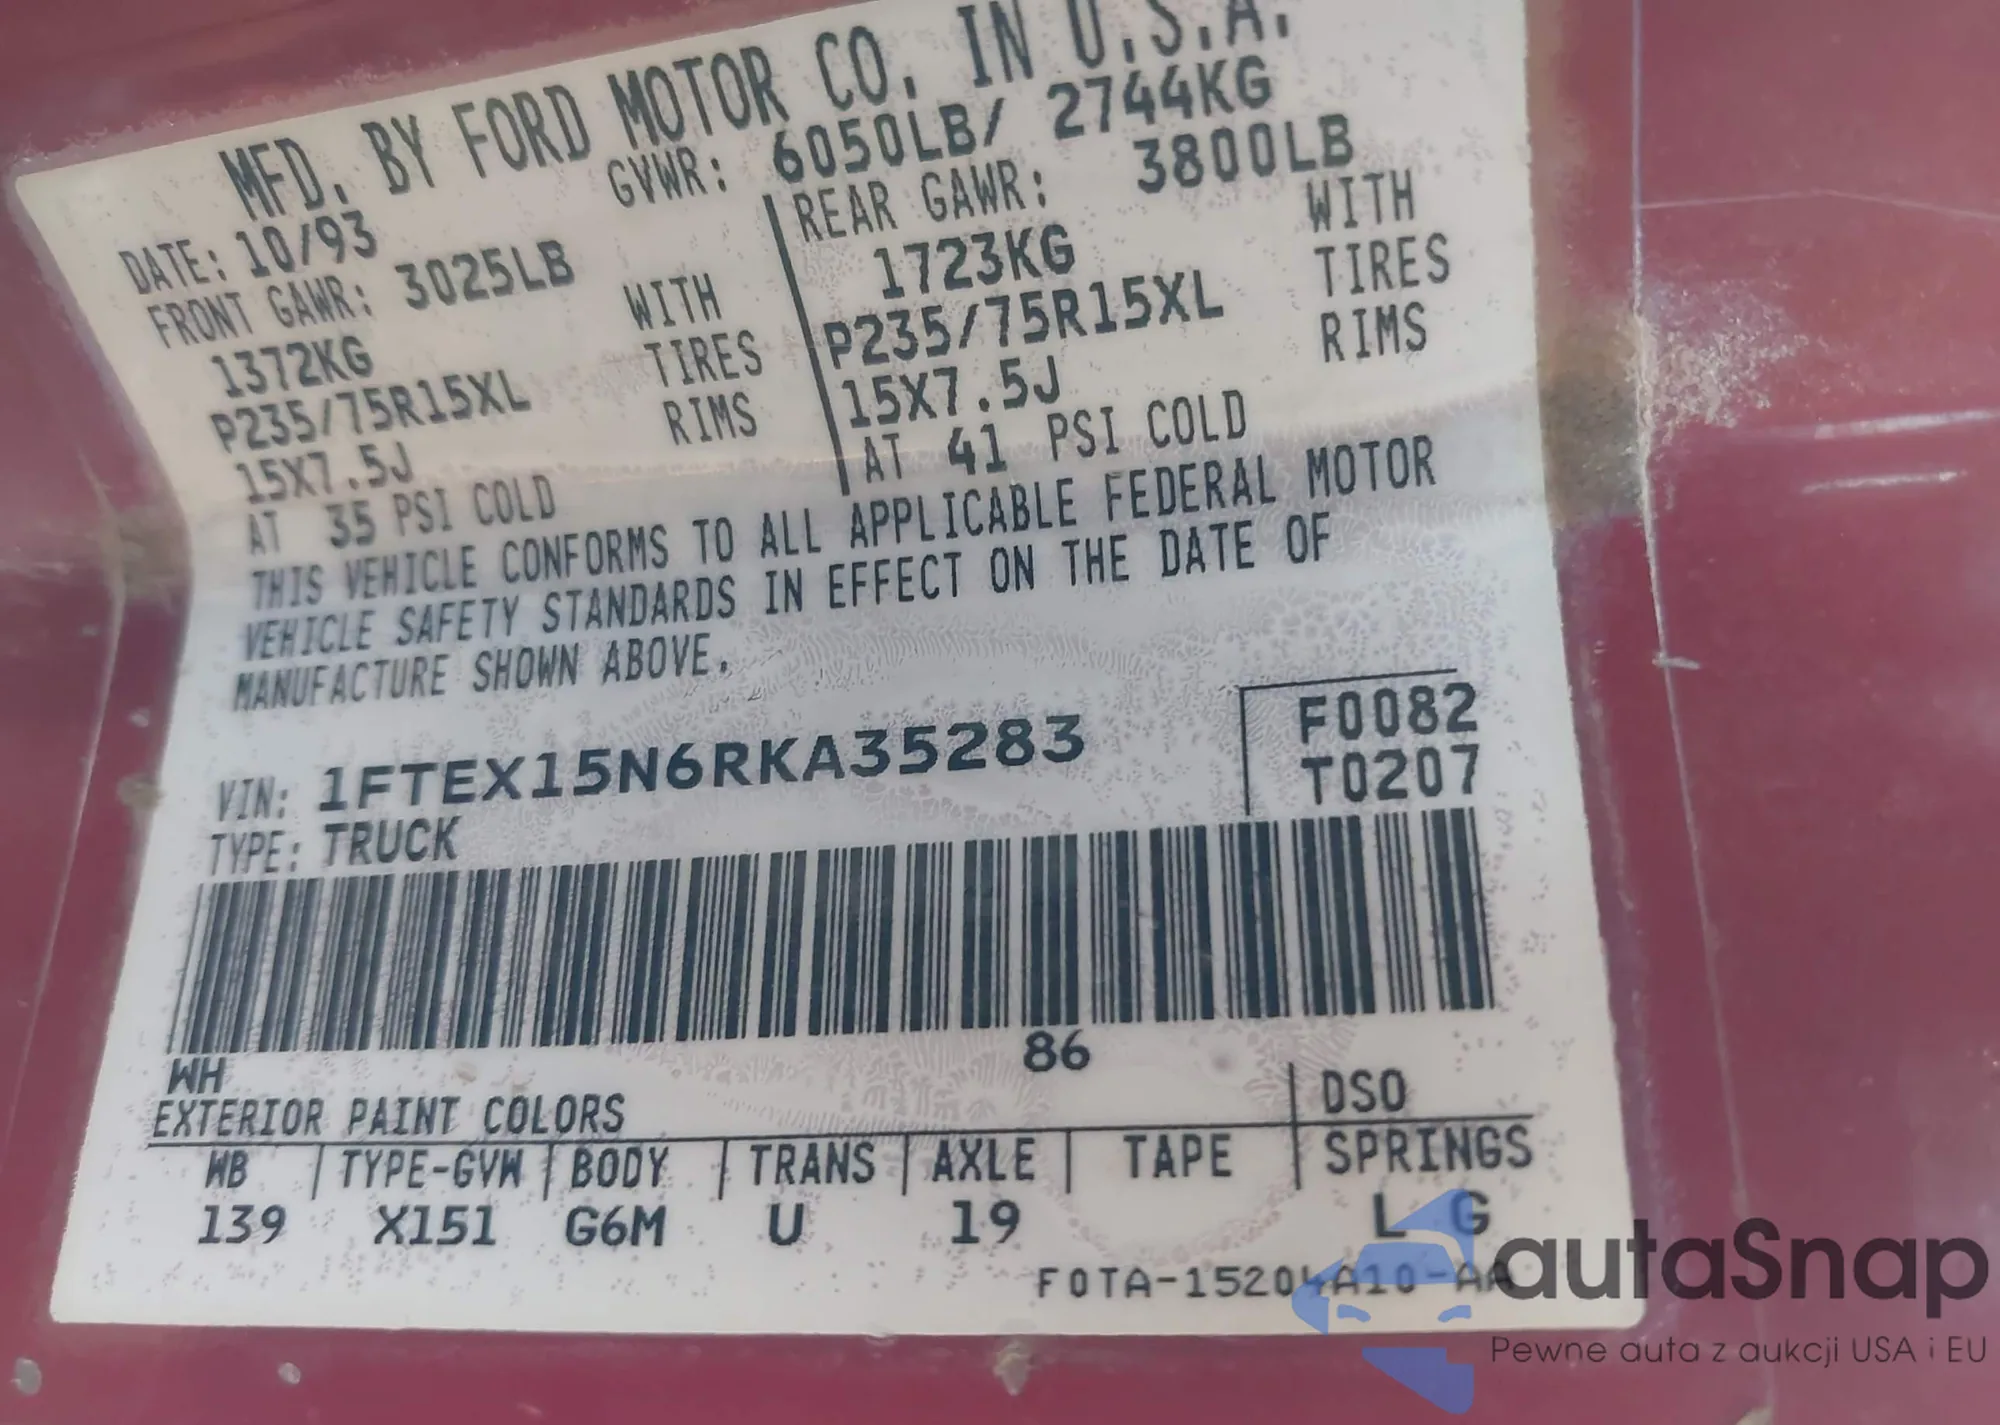 MFD. BY FORD MOTOR CO. IN U.S.A.
DATE: 10/93 GVWR: 6050LB/ 2744KG
FRONT GAWR: 3025LB REAR GAWR: 3800LB
1372KG WITH 1723KG WITH
P235/75R15XL TIRES P235/75R15XL TIRES
15X7.5J RIMS 15X7.5J RIMS
AT 35 PSI COLD AT 41 PSI COLD
THIS VEHICLE CONFORMS TO ALL APPLICABLE FEDERAL MOTOR
VEHICLE SAFETY STANDARDS IN EFFECT ON THE DATE OF
MANUFACTURE SHOWN ABOVE.
VIN: 1FTEX15N6RKA35283 F0082
TYPE: TRUCK T0207
86
WH
EXTERIOR PAINT COLORS DSO
WB TYPE-GVW BODY TRANS AXLE TAPE SPRINGS
139 X151 G6M U 19 L G
F0TA-15204A10-AA
autaSnap
Pewne auta z aukcji USA i EU